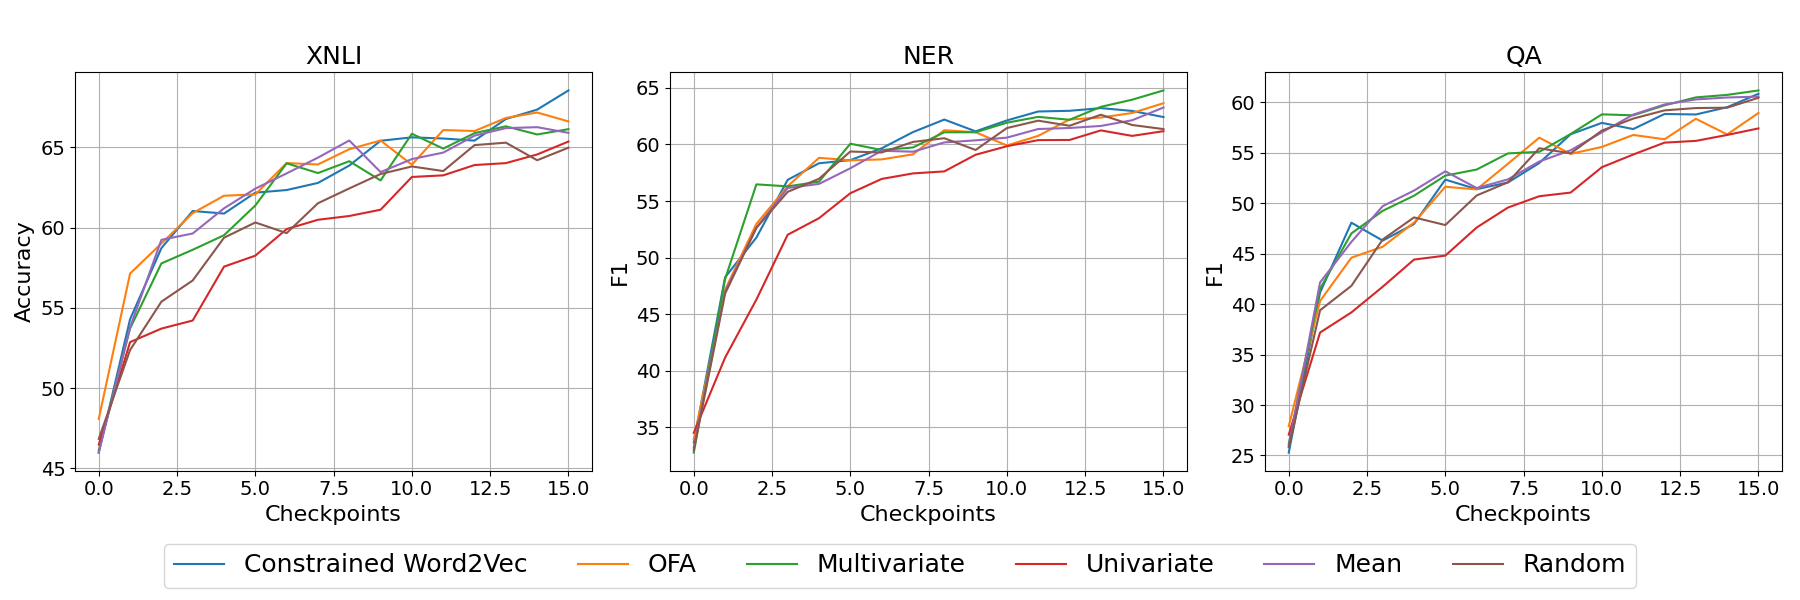 XNLI
Accuracy
65
60
55
50
45
0.0 2.5 5.0 7.5 10.0 12.5 15.0
Checkpoints
NER
F1
65
60
55
50
45
40
35
0.0 2.5 5.0 7.5 10.0 12.5 15.0
Checkpoints
QA
F1
60
55
50
45
40
35
30
25
0.0 2.5 5.0 7.5 10.0 12.5 15.0
Checkpoints
Constrained Word2Vec OFA Multivariate Univariate Mean Random